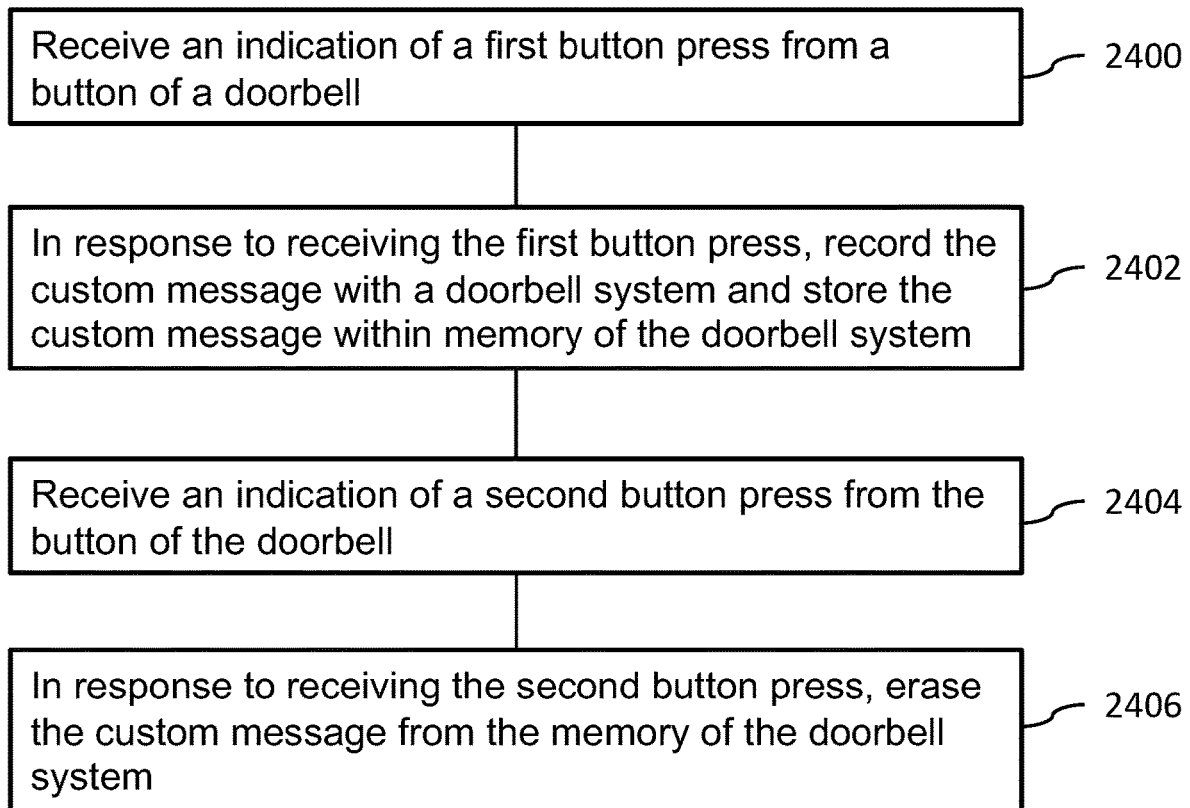 Receive an indication of a first button press from a
button of a doorbell
2400
In response to receiving the first button press, record the
custom message with a doorbell system and store the
custom message within memory of the doorbell system
2402
Receive an indication of a second button press from the
button of the doorbell
2404
In response to receiving the second button press, erase
the custom message from the memory of the doorbell
system
2406